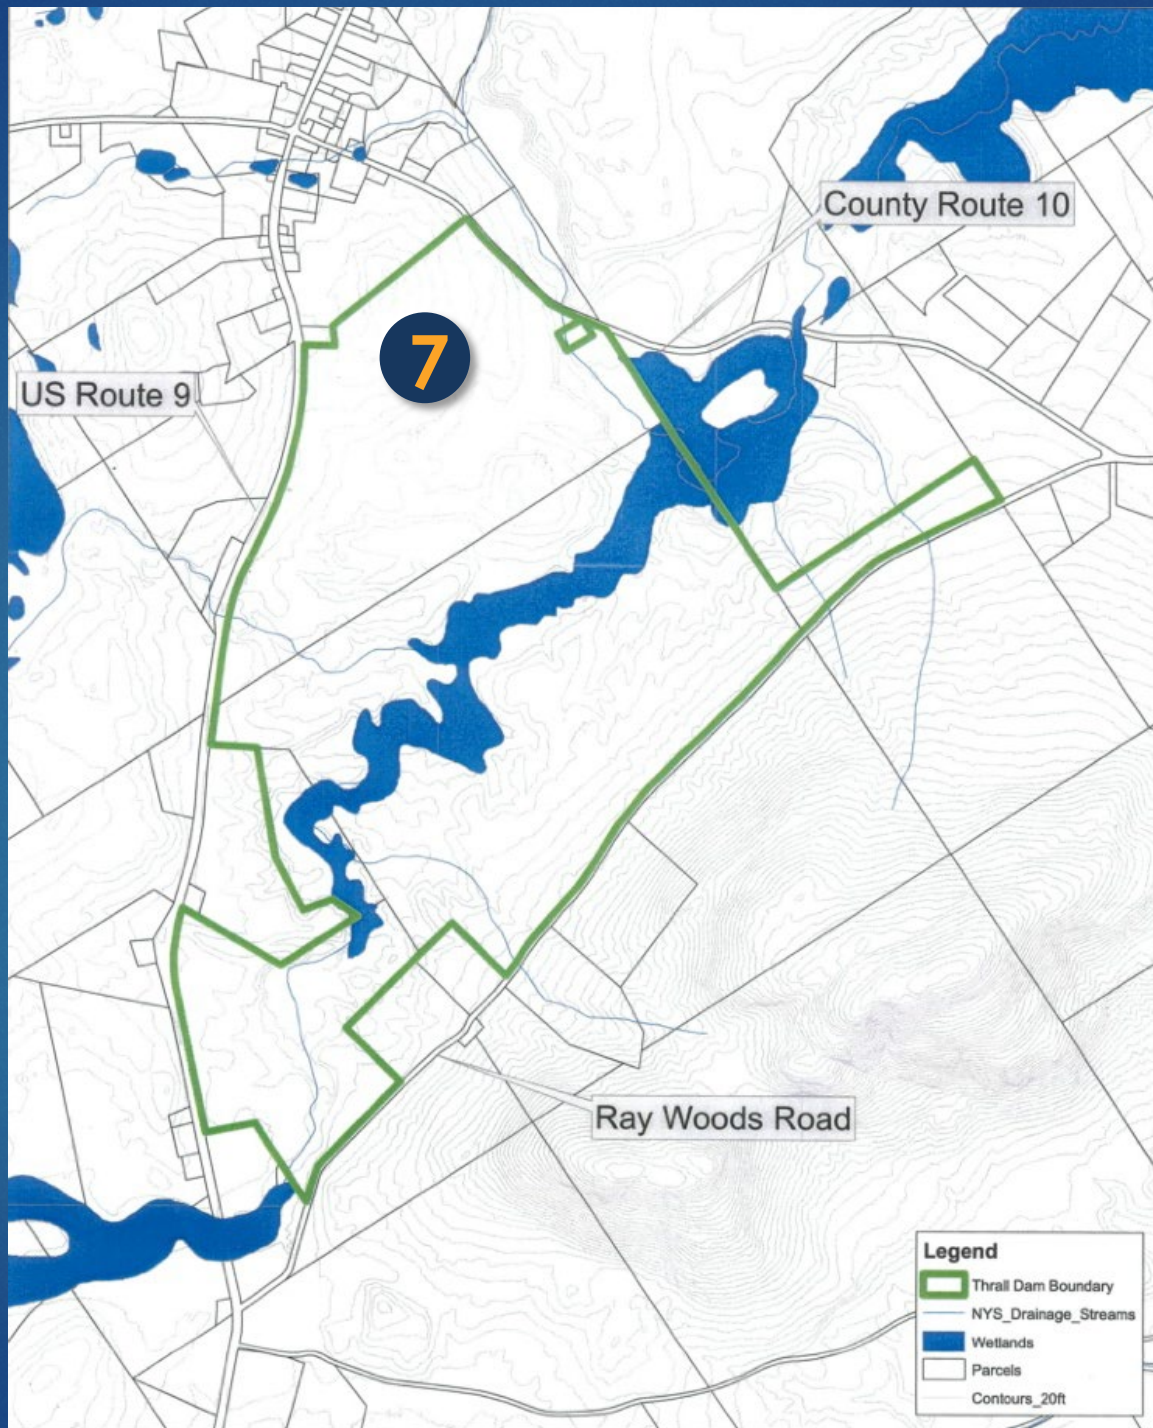 County Route 10
7
US Route 9
Ray Woods Road
Legend
Thrall Dam Boundary
NYS_Drainage_Streams
Wetlands
Parcels
Contours_20ft